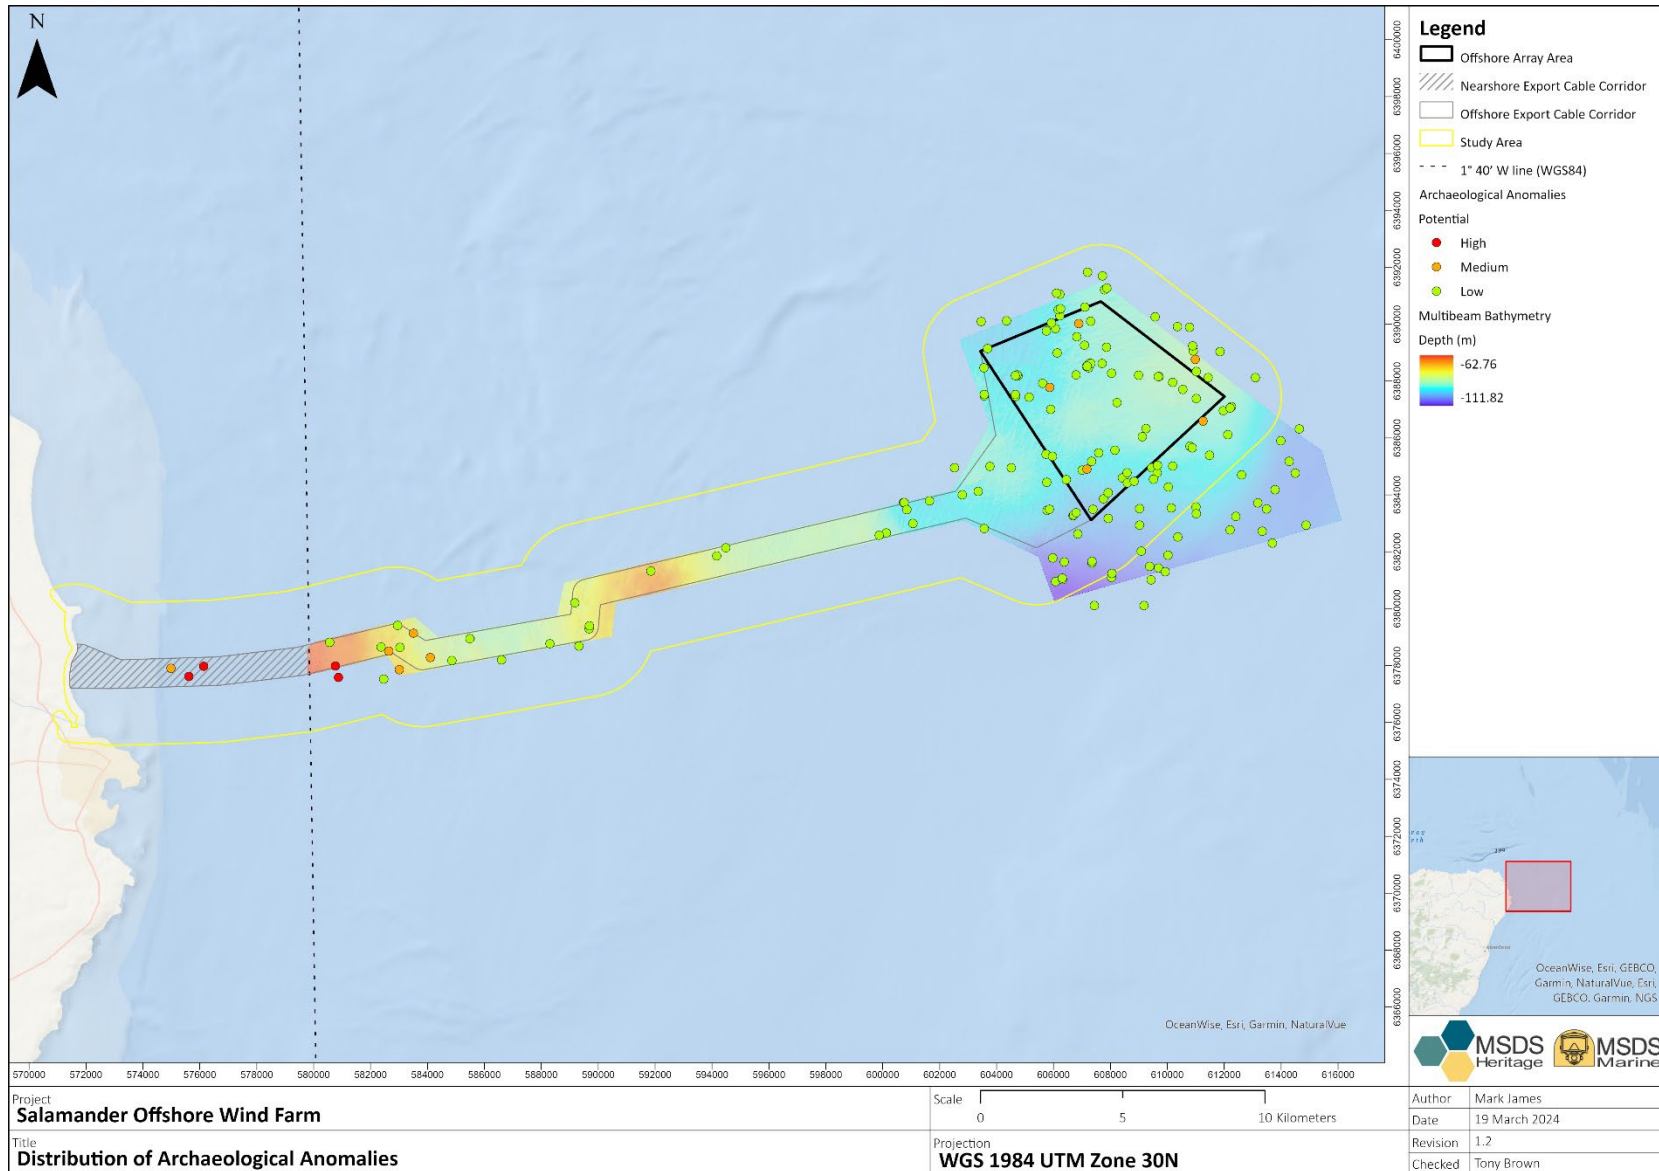 N
Legend
Offshore Array Area
Nearshore Export Cable Corridor
Offshore Export Cable Corridor
Study Area
1° 40' W line (WGS84)
Archaeological Anomalies
Potential
High
Medium
Low
Multibeam Bathymetry
Depth (m)
-62.76
-111.82
6400000
6398000
6396000
6394000
6392000
6390000
6388000
6386000
6384000
6382000
6380000
6378000
6376000
6374000
6372000
6370000
6368000
6366000
OceanWise, Esri, Garmin, NaturalVue
570000 572000 574000 576000 578000 580000 582000 584000 586000 588000 590000 592000 594000 596000 598000 600000 602000 604000 606000 608000 610000 612000 614000 616000
OceanWise, Esri, GEBCO,
Garmin, NaturalVue, Esri,
GEBCO, Garmin, NGS
MSDS
Heritage
MSDS
Marine
Project
Salamander Offshore Wind Farm
Scale
0 5 10 Kilometers
Title
Distribution of Archaeological Anomalies
Projection
WGS 1984 UTM Zone 30N
Author Mark James
Date 19 March 2024
Revision 1.2
Checked Tony Brown